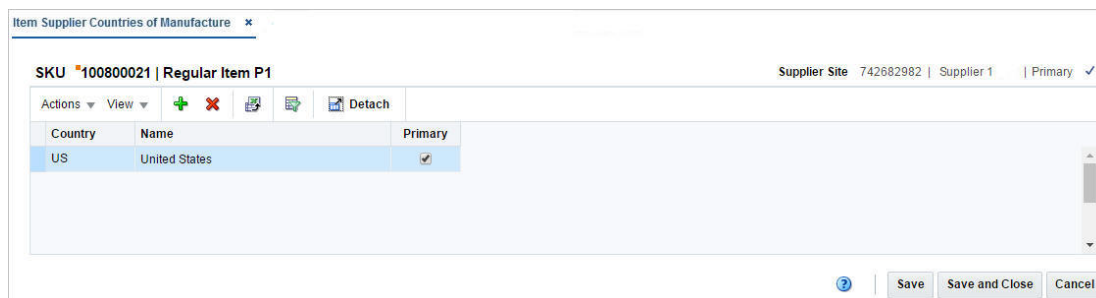 Item Supplier Countries of Manufacture
SKU 100800021 | Regular Item P1 Supplier Site 742682982 | Supplier 1 | Primary
Actions View Detach
Country Name Primary
US United States
Save Save and Close Cancel